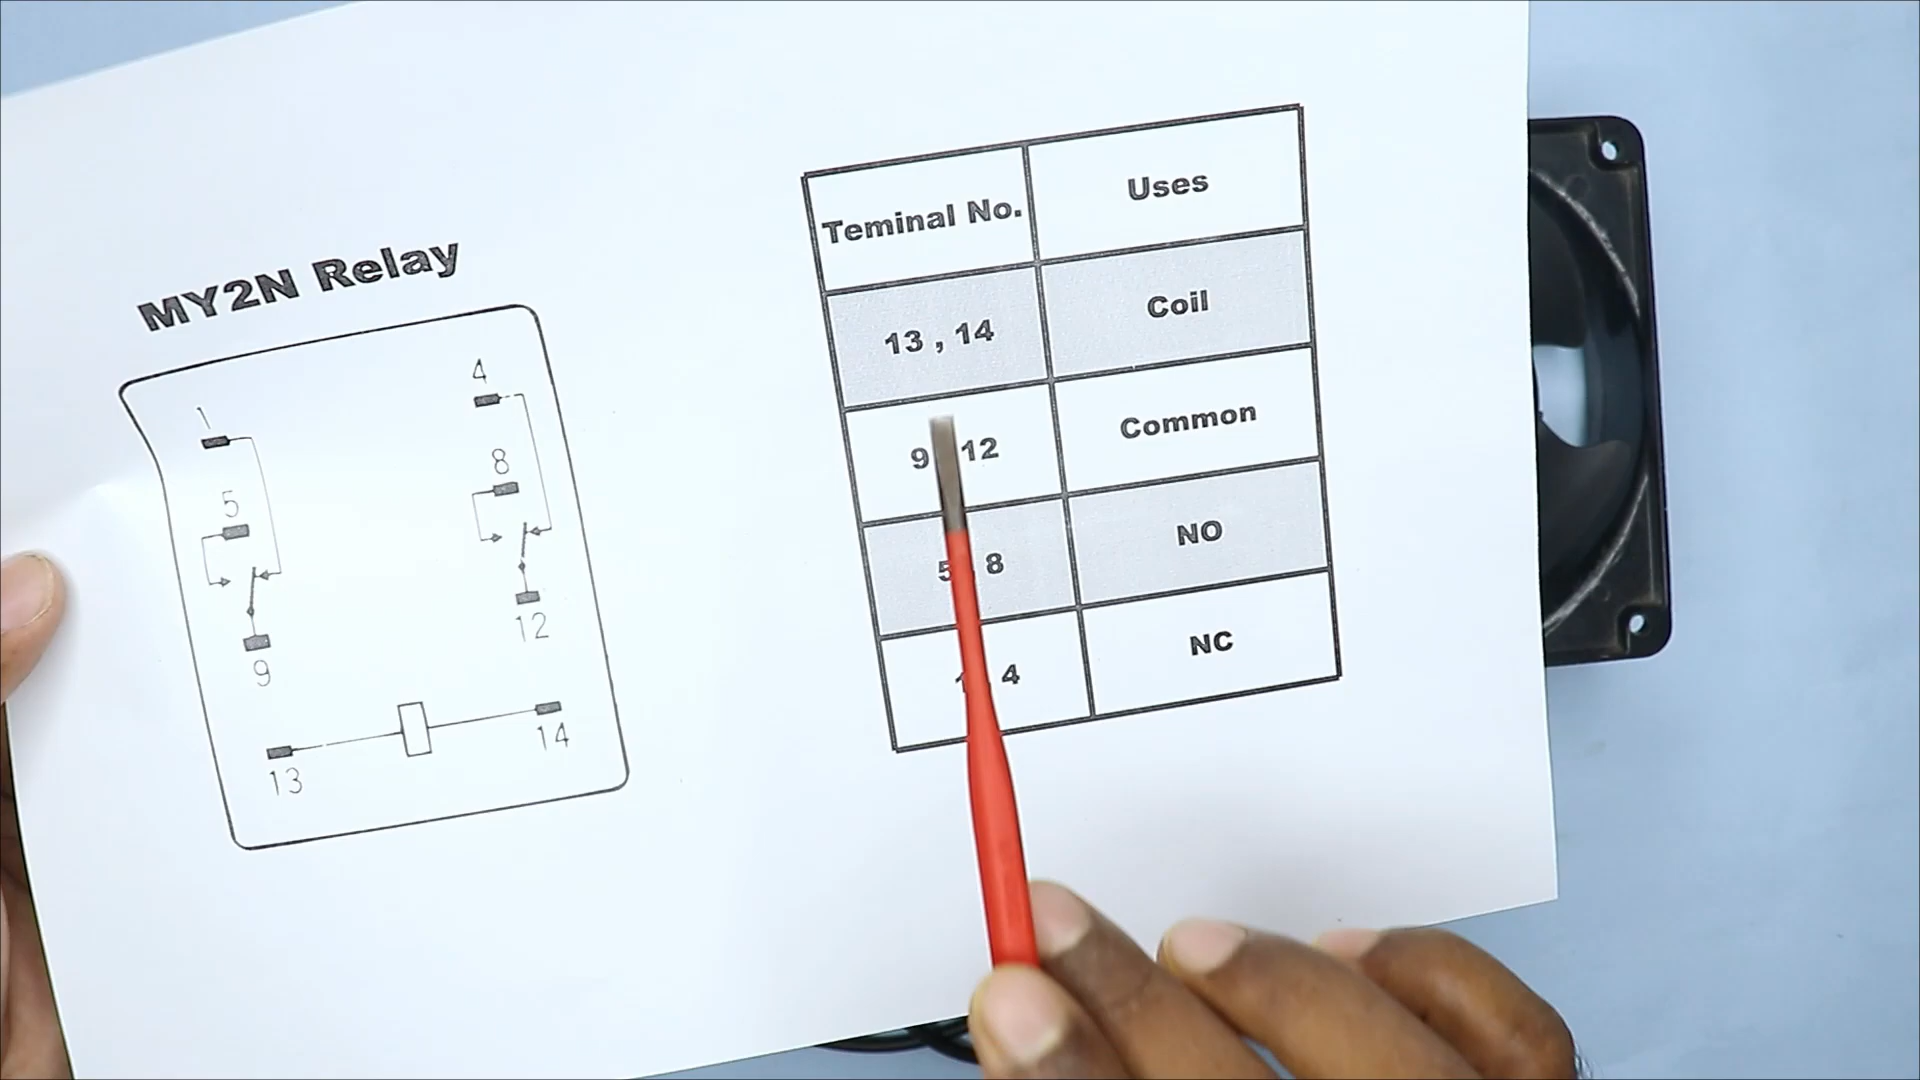 MY2N Relay
1
4
5
8
9
12
13
14
Teminal No. Uses
13 , 14 Coil
9 12 Common
5 , 8 NO
4 NC